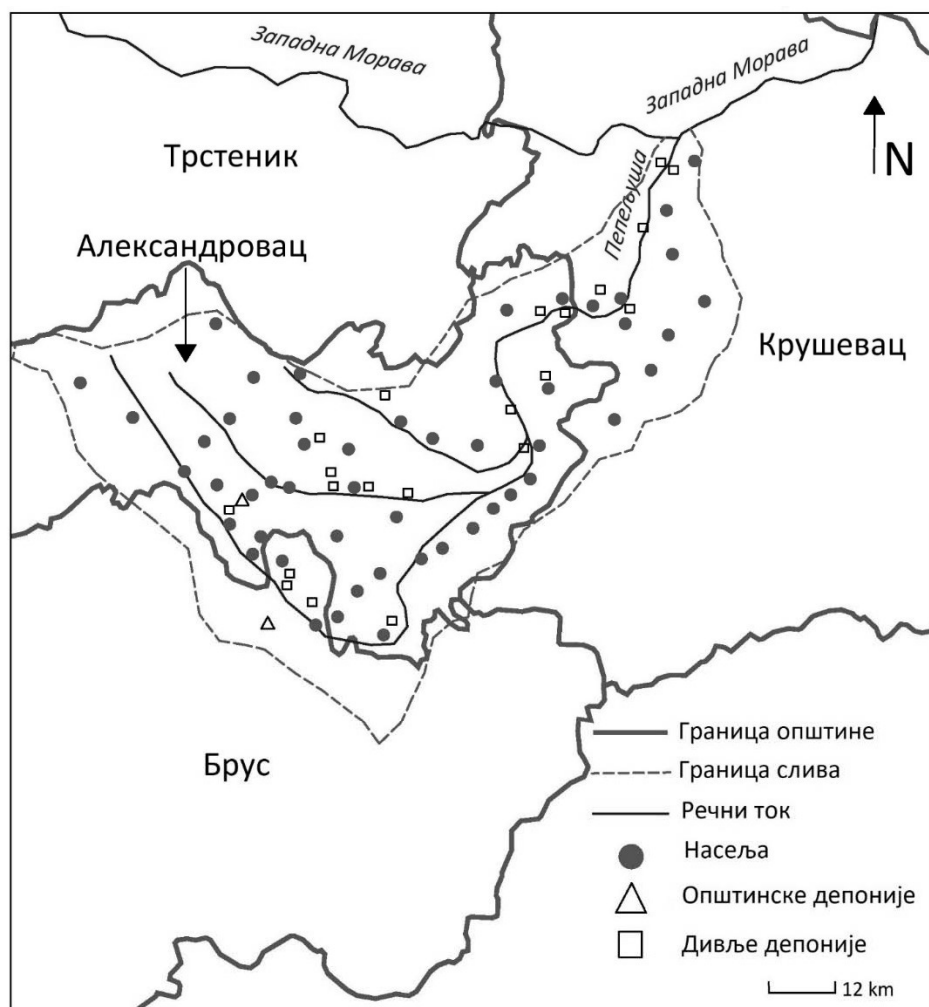 Западна Морава
Западна Морава
N
Трстеник
Пепељуша
Александровац
Крушевац
Брус
Граница општине
Граница слива
Речни ток
Насеља
Општинске депоније
Дивље депоније
12 km